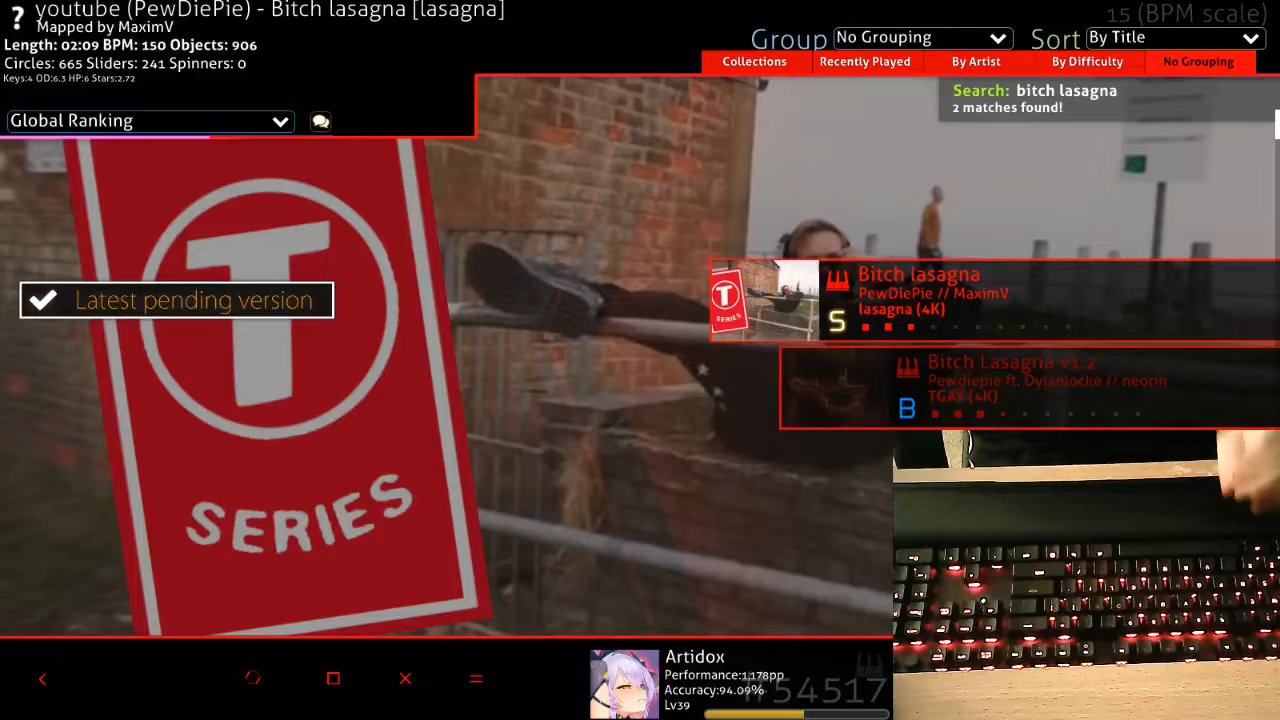 ?
youtube (PewDiePie) - Bitch lasagna [lasagna]
Mapped by MaximV
Length: 02:09 BPM: 150 Objects: 906
Circles: 665 Sliders: 241 Spinners: 0
Keys:4 OD:6.3 HP:6 Stars:2.72
15 (BPM scale)
Group No Grouping Sort By Title
Collections Recently Played By Artist By Difficulty No Grouping
Search: bitch lasagna
2 matches found!
Global Ranking
T
SERIES
Latest pending version
T
SERIES
Bitch lasagna
PewDiePie // MaximV
lasagna (4K)
S
Bitch Lasagna v1.2
Pewdiepie ft. Dylanlocke // neorin
TGAY (4K)
B
Artidox
Performance:1,178pp
Accuracy:94.09%
Lv39
#54517